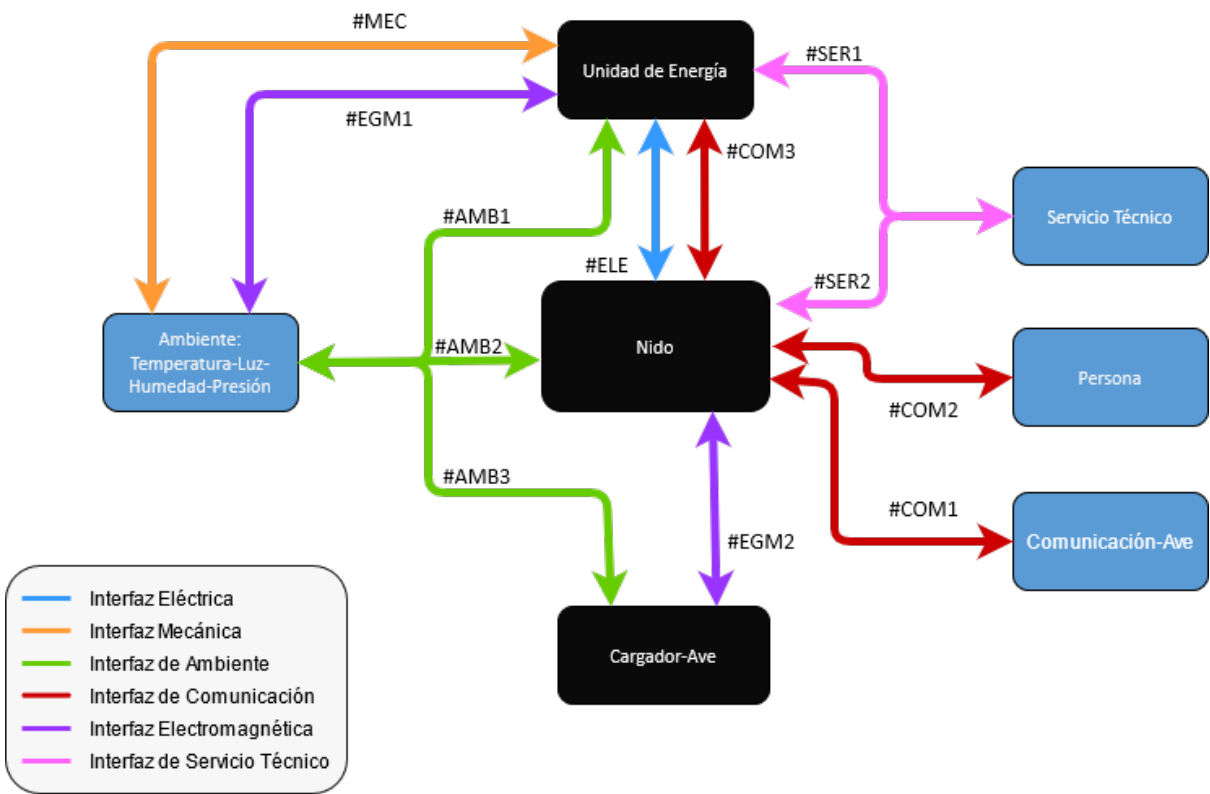 #MEC
Unidad de Energía
#SER1
#EGM1
#COM3
#AMB1
Servicio Técnico
#ELE
#SER2
Ambiente:
Temperatura-Luz-
Humedad-Presión
#AMB2
Nido
Persona
#COM2
#AMB3
#COM1
#EGM2
Comunicación-Ave
Cargador-Ave
Interfaz Eléctrica
Interfaz Mecánica
Interfaz de Ambiente
Interfaz de Comunicación
Interfaz Electromagnética
Interfaz de Servicio Técnico